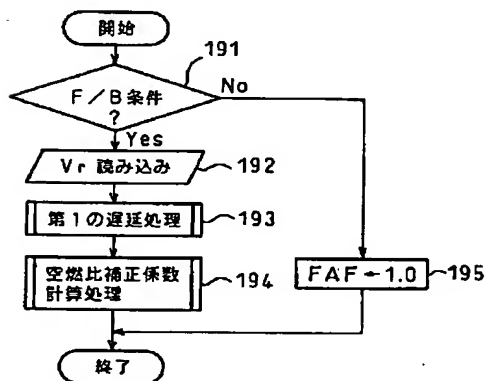 開始
191
F/B条件
?
No
Yes
Vr 読み込み
192
第1の遅延処理
193
空燃比補正係数
計算処理
194
FAF←1.0
195
終了